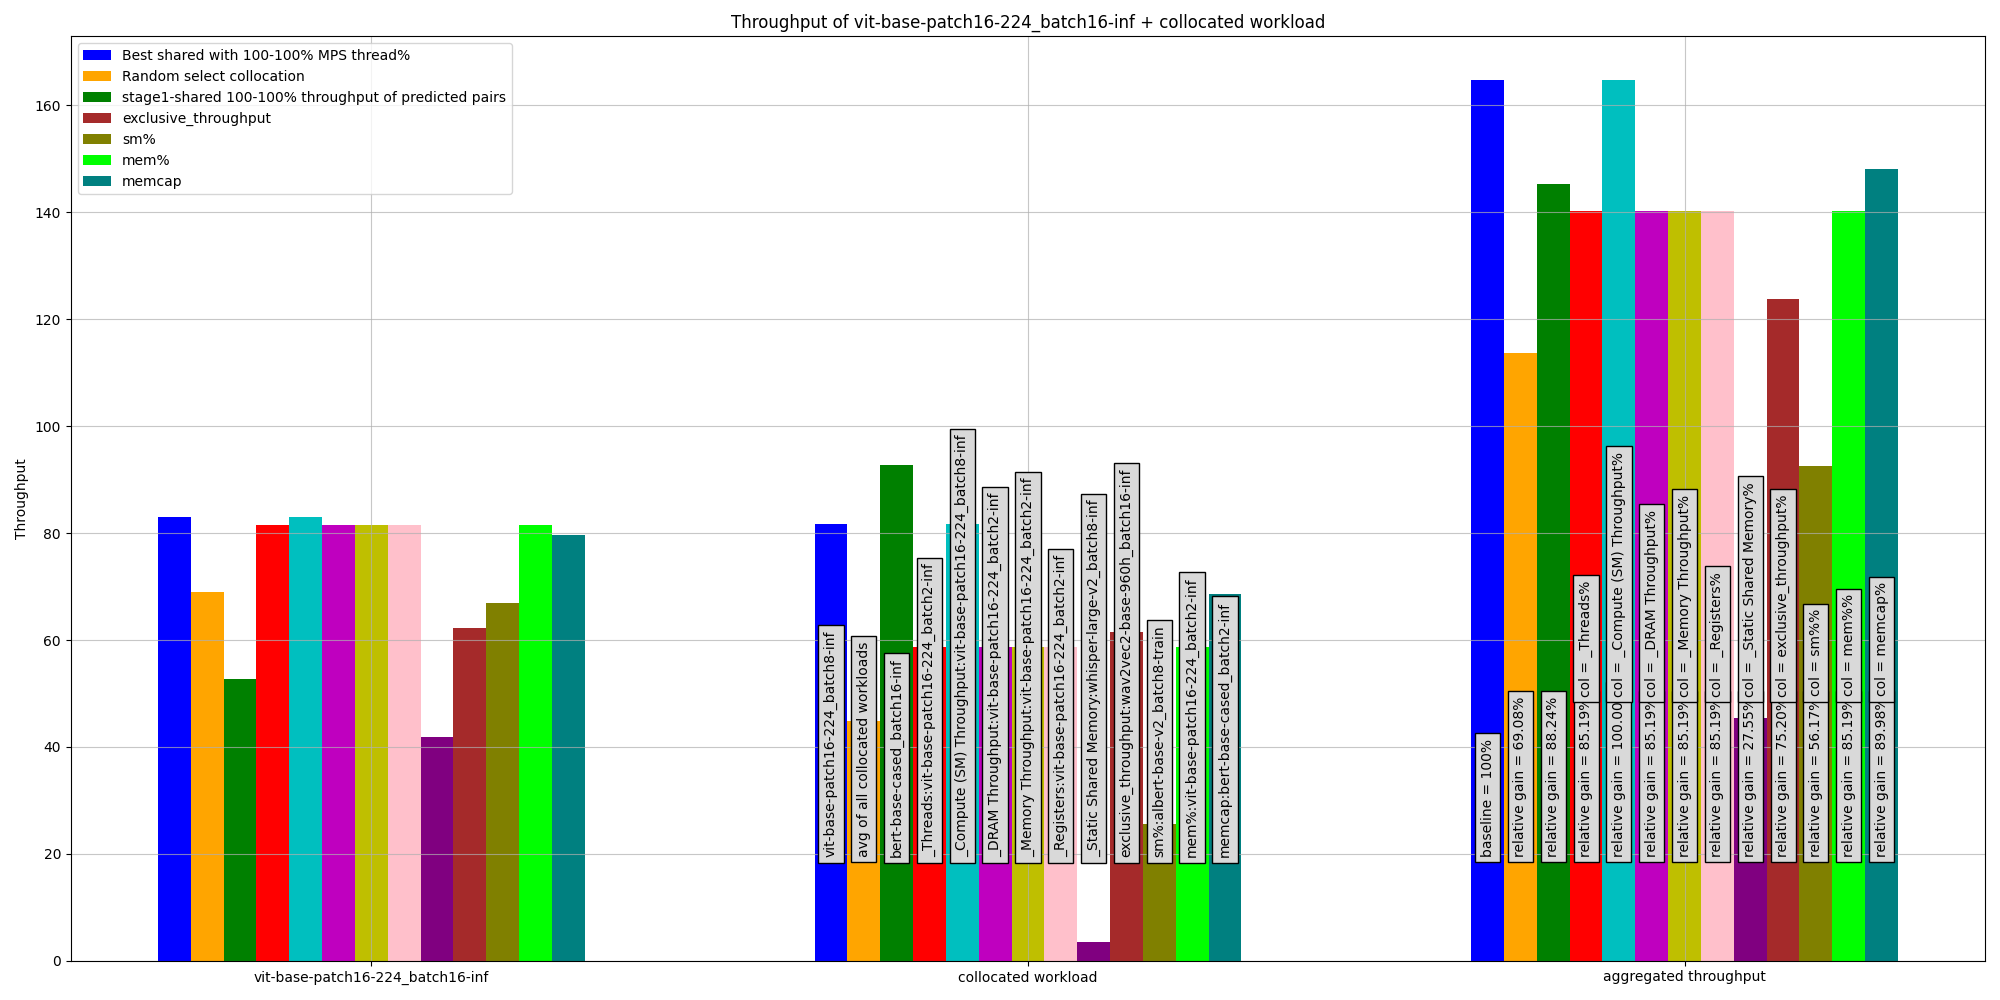 Throughput of vit-base-patch16-224_batch16-inf + collocated workload
Best shared with 100-100% MPS thread%
Random select collocation
stage1-shared 100-100% throughput of predicted pairs
exclusive_throughput
sm%
mem%
memcap
Throughput
160
140
120
100
80
60
40
20
0
vit-base-patch16-224_batch8-inf
avg of all collocated workloads
bert-base-cased_batch16-inf
_Threads:vit-base-patch16-224_batch2-inf
_Compute (SM) Throughput:vit-base-patch16-224_batch8-inf
_DRAM Throughput:vit-base-patch16-224_batch2-inf
_Memory Throughput:vit-base-patch16-224_batch2-inf
_Registers:vit-base-patch16-224_batch2-inf
_Static Shared Memory:whisper-large-v2_batch8-inf
exclusive_throughput:wav2vec2-base-960h_batch16-inf
sm%:albert-base-v2_batch8-train
mem%:vit-base-patch16-224_batch2-inf
memcap:bert-base-cased_batch2-inf
baseline = 100%
relative gain = 69.08%
relative gain = 88.24%
relative gain = 85.19%
col = _Threads%
relative gain = 100.00
col = _Compute (SM) Throughput%
relative gain = 85.19%
col = _DRAM Throughput%
relative gain = 85.19%
col = _Memory Throughput%
relative gain = 85.19%
col = _Registers%
relative gain = 27.55%
col = _Static Shared Memory%
relative gain = 75.20%
col = exclusive_throughput%
relative gain = 56.17%
col = sm%%
relative gain = 85.19%
col = mem%%
relative gain = 89.98%
col = memcap%
vit-base-patch16-224_batch16-inf
collocated workload
aggregated throughput